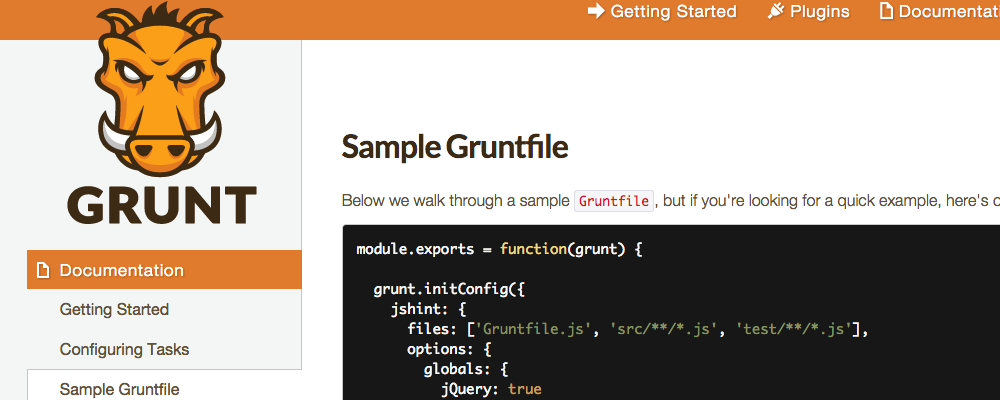 Getting Started Plugins
GRUNT
Documentation
Getting Started
Configuring Tasks
Sample Gruntfile
Sample Gruntfile
Below we walk through a sample Gruntfile, but if you're looking for a quick example, here's
module.exports = function(grunt) {
grunt.initConfig({
jshint: {
files: ['Gruntfile.js', 'src/**/*.js', 'test/**/*.js'],
options: {
globals: {
jQuery: true